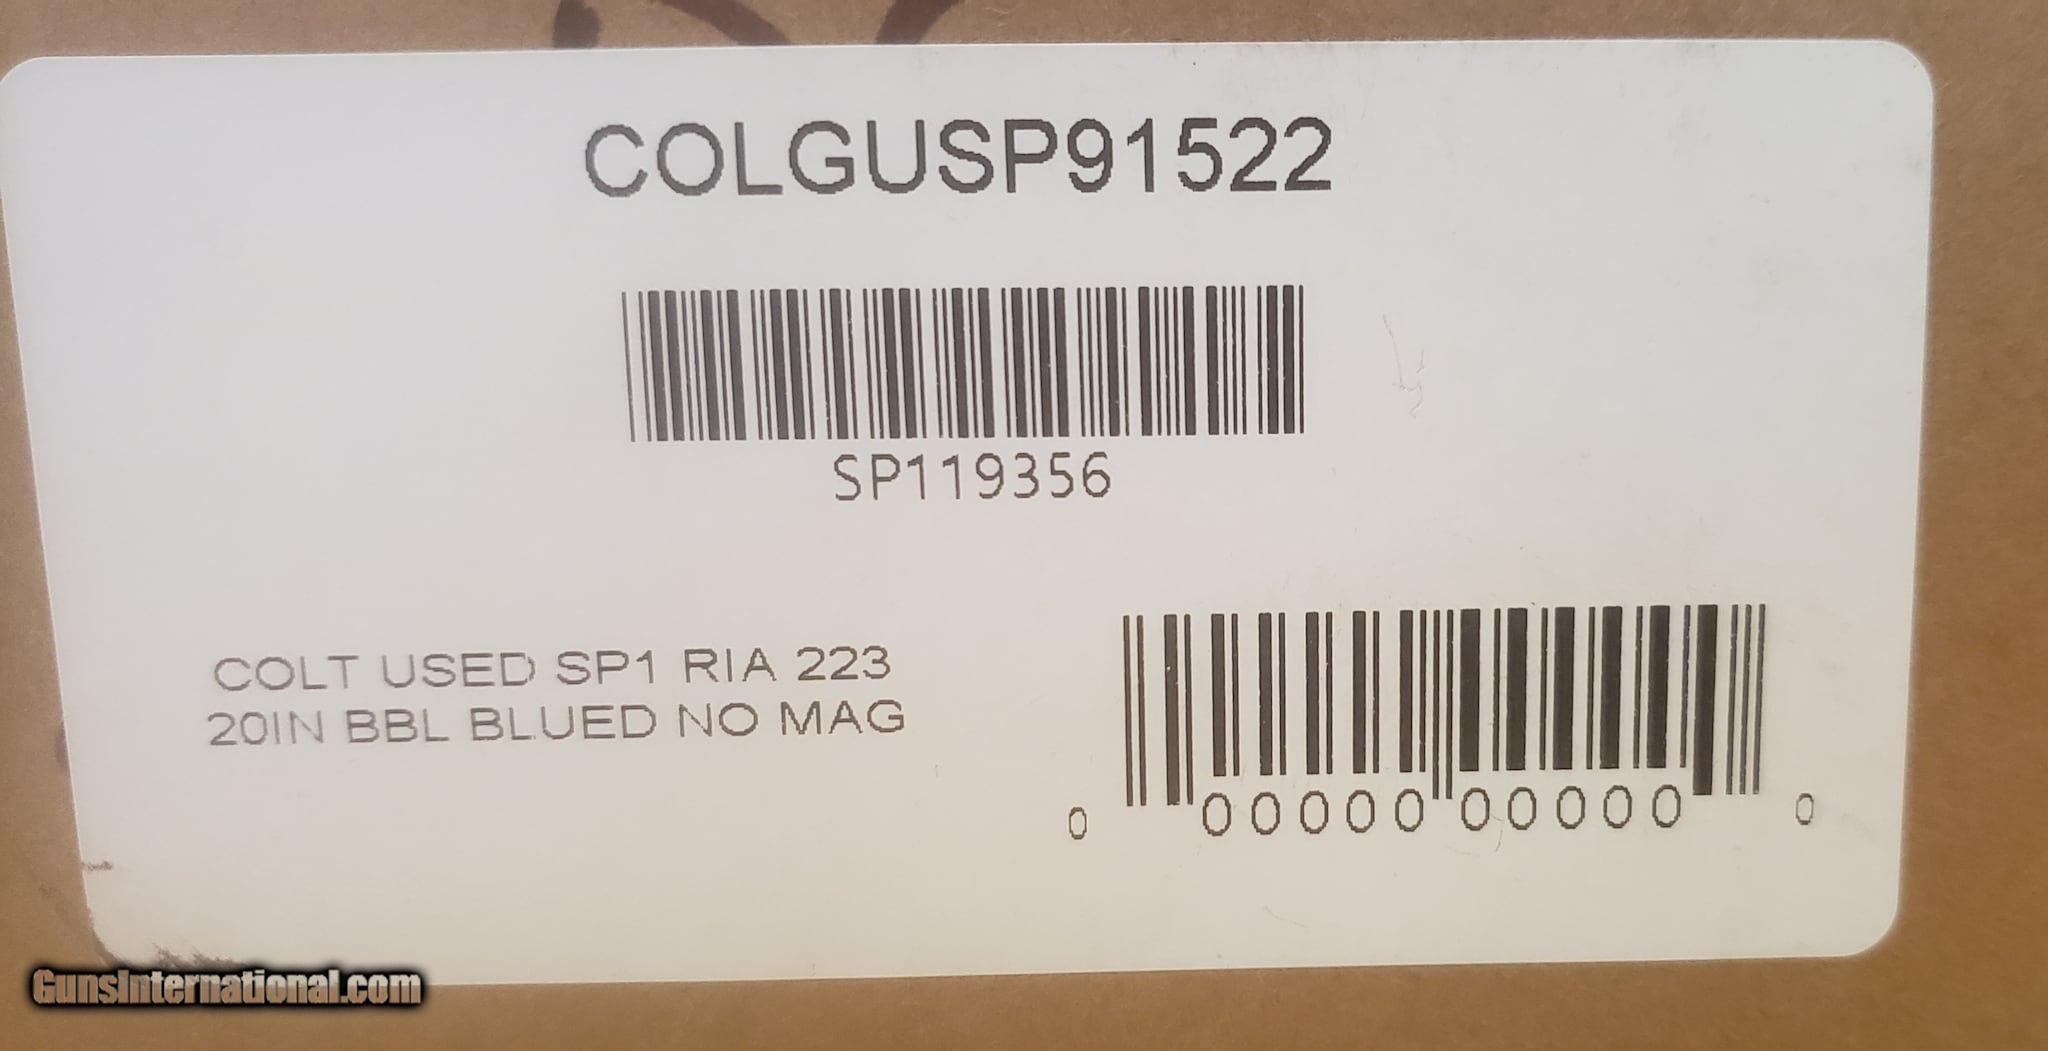 COLGUSP91522
SP119356
COLT USED SP1 RIA 223
20IN BBL BLUED NO MAG
0 00000 00000 0
GunsInternational.com